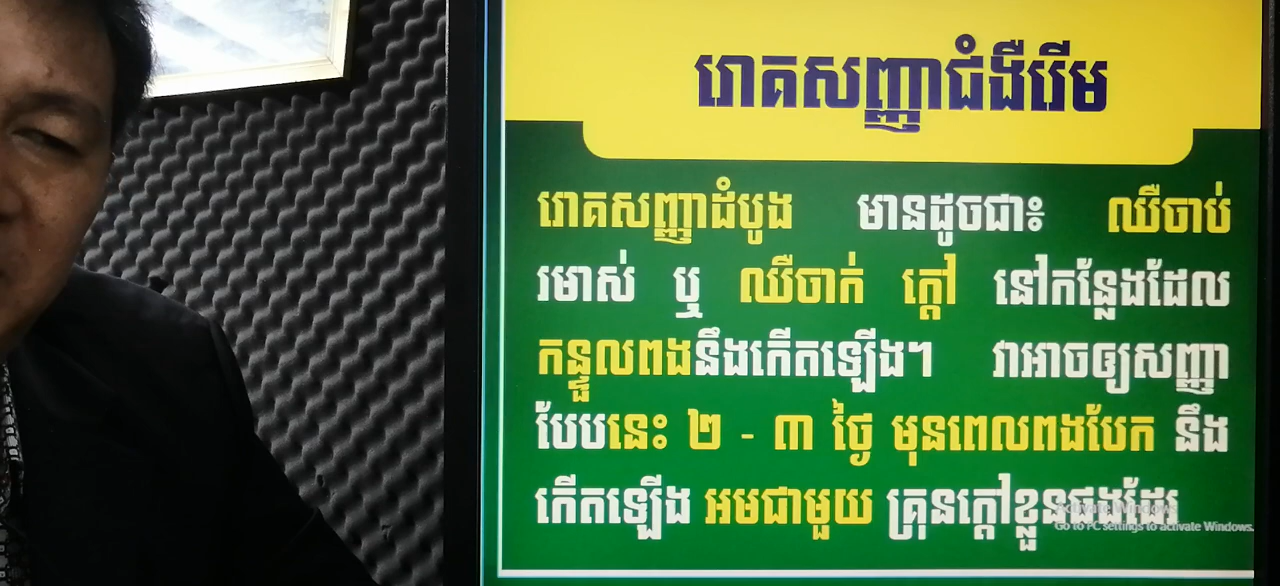 រោគសញ្ញាជំងឺរើម
រោគសញ្ញាដំបូង មានដូចជា៖ ឈឺចាប់
រមាស់ ឬ ឈឺចាក់ ក្ដៅ នៅកន្លែងដែល
កន្ទួលពងនឹងកើតឡើង។ វាអាចឲ្យសញ្ញា
បែបនេះ ២ - ៣ ថ្ងៃ មុនពេលពងបែក នឹង
កើតឡើង អមជាមួយ គ្រុនក្ដៅខ្លួនផងដែរ
Activate Windows
Go to PC settings to activate Windows.